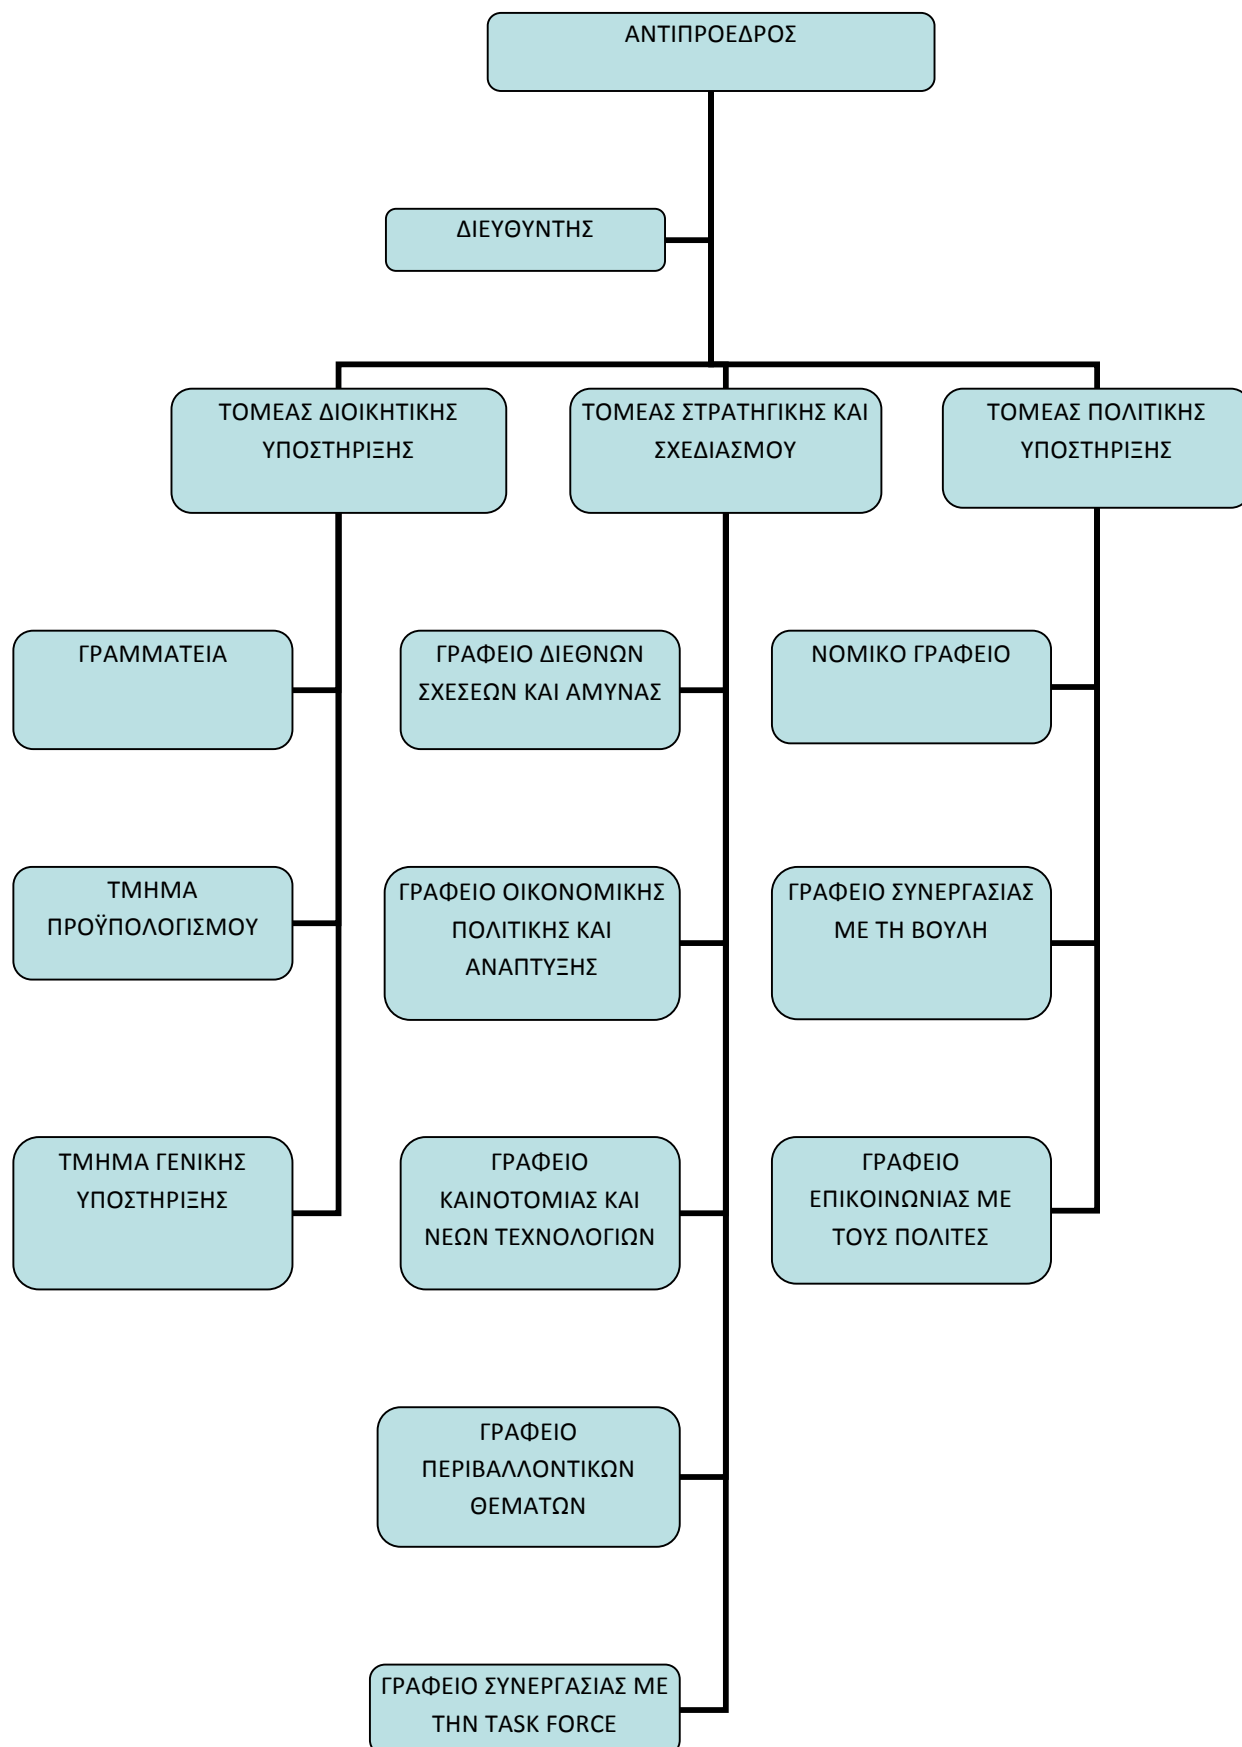 ΑΝΤΙΠΡΟΕΔΡΟΣ
ΔΙΕΥΘΥΝΤΗΣ
ΤΟΜΕΑΣ ΔΙΟΙΚΗΤΙΚΗΣ
ΥΠΟΣΤΗΡΙΞΗΣ
ΤΟΜΕΑΣ ΣΤΡΑΤΗΓΙΚΗΣ ΚΑΙ
ΣΧΕΔΙΑΣΜΟΥ
ΤΟΜΕΑΣ ΠΟΛΙΤΙΚΗΣ
ΥΠΟΣΤΗΡΙΞΗΣ
ΓΡΑΜΜΑΤΕΙΑ
ΓΡΑΦΕΙΟ ΔΙΕΘΝΩΝ
ΣΧΕΣΕΩΝ ΚΑΙ ΑΜΥΝΑΣ
ΝΟΜΙΚΟ ΓΡΑΦΕΙΟ
ΤΜΗΜΑ
ΠΡΟΫΠΟΛΟΓΙΣΜΟΥ
ΓΡΑΦΕΙΟ ΟΙΚΟΝΟΜΙΚΗΣ
ΠΟΛΙΤΙΚΗΣ ΚΑΙ
ΑΝΑΠΤΥΞΗΣ
ΓΡΑΦΕΙΟ ΣΥΝΕΡΓΑΣΙΑΣ
ΜΕ ΤΗ ΒΟΥΛΗ
ΤΜΗΜΑ ΓΕΝΙΚΗΣ
ΥΠΟΣΤΗΡΙΞΗΣ
ΓΡΑΦΕΙΟ
ΚΑΙΝΟΤΟΜΙΑΣ ΚΑΙ
ΝΕΩΝ ΤΕΧΝΟΛΟΓΙΩΝ
ΓΡΑΦΕΙΟ
ΕΠΙΚΟΙΝΩΝΙΑΣ ΜΕ
ΤΟΥΣ ΠΟΛΙΤΕΣ
ΓΡΑΦΕΙΟ
ΠΕΡΙΒΑΛΛΟΝΤΙΚΩΝ
ΘΕΜΑΤΩΝ
ΓΡΑΦΕΙΟ ΣΥΝΕΡΓΑΣΙΑΣ ΜΕ
ΤΗΝ TASK FORCE